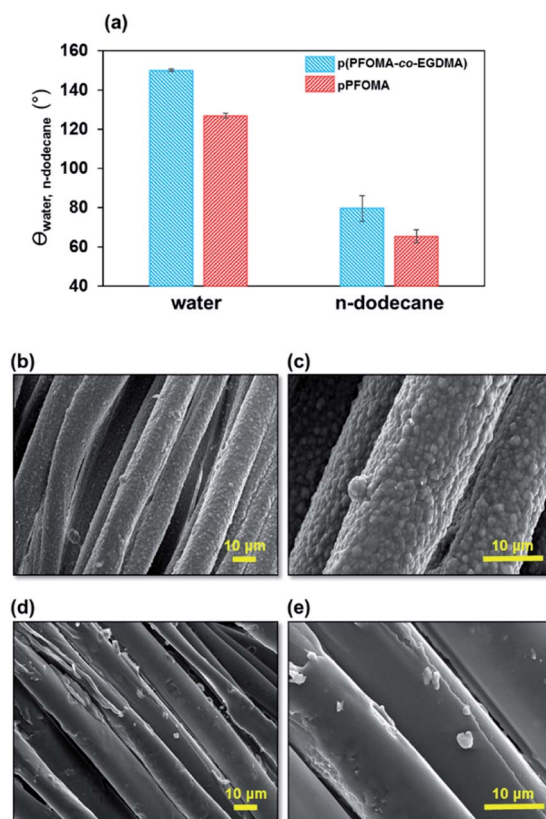 (a)
160
140
120
100
80
60
40
θwater, n-dodecane (°)
p(PFOMA-co-EGDMA)
pPFOMA
water
n-dodecane
(b)
10 µm
(c)
10 µm
(d)
10 µm
(e)
10 µm